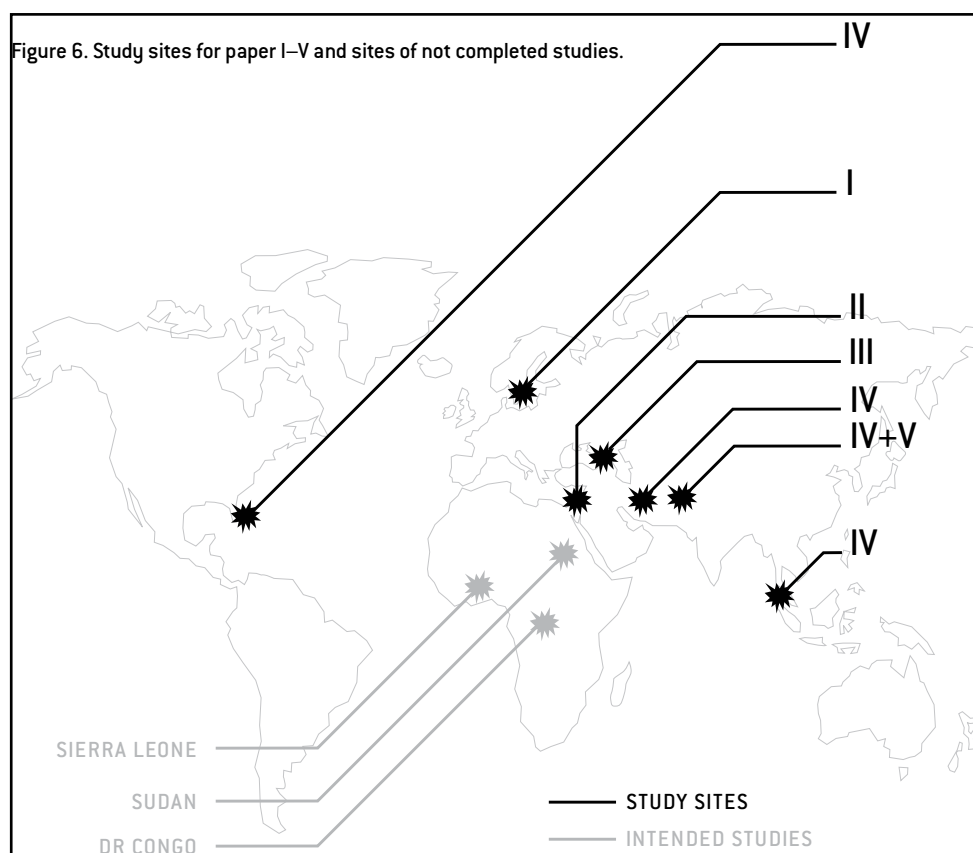 Figure 6. Study sites for paper I–V and sites of not completed studies.
IV
I
II
III
IV
IV+V
IV
SIERRA LEONE
SUDAN
DR CONGO
STUDY SITES
INTENDED STUDIES